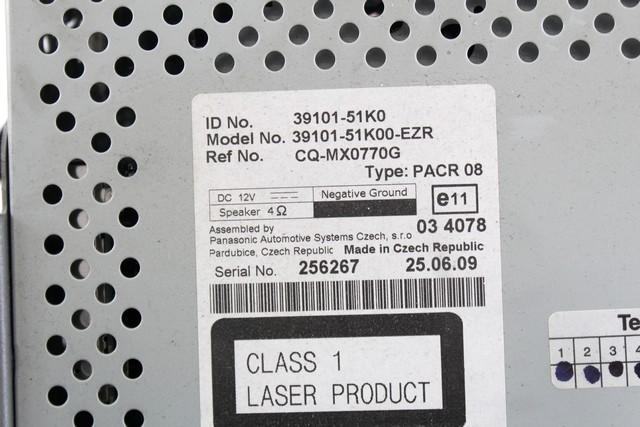 ID No. 39101-51K0
Model No. 39101-51K00-EZR
Ref No. CQ-MX0770G
Type: PACR 08
DC 12V Negative Ground
Speaker 4Ω
e11
03 4078
Assembled by
Panasonic Automotive Systems Czech, s.r.o
Pardubice, Czech Republic Made in Czech Republic
Serial No. 256267 25.06.09
CLASS 1
LASER PRODUCT
Te
1 2 3 4